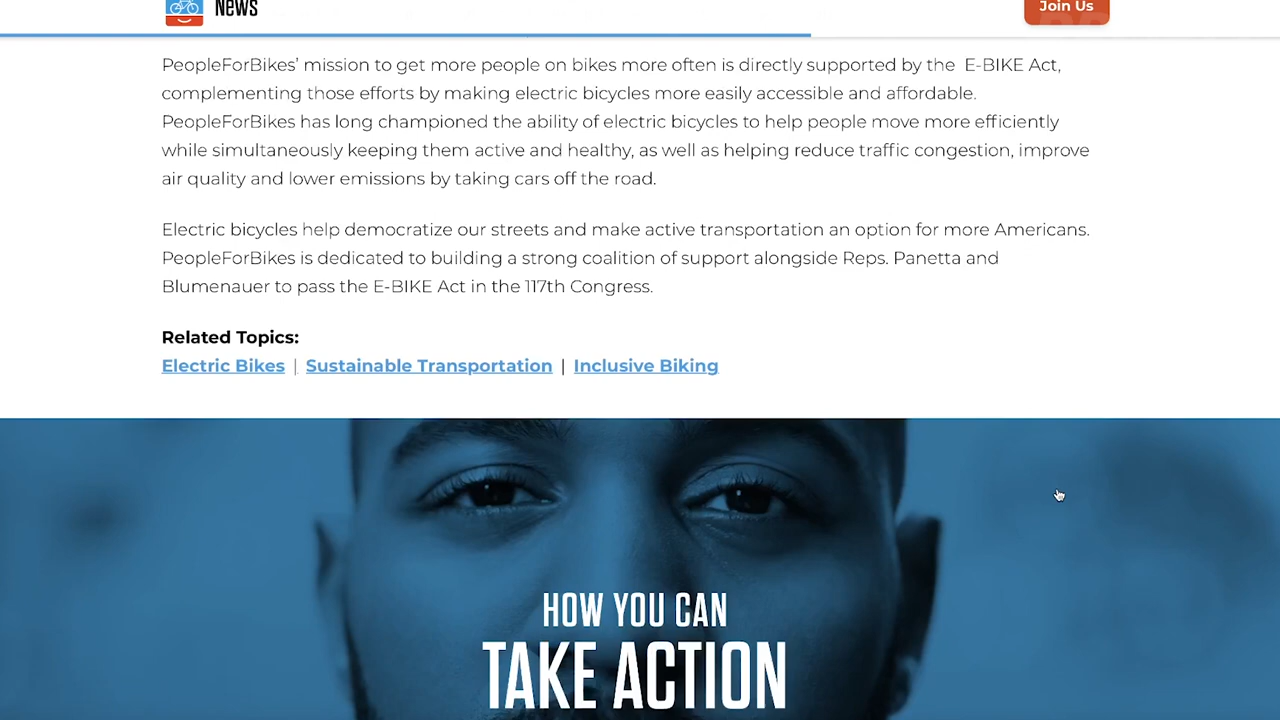 News
Join Us
PeopleForBikes’ mission to get more people on bikes more often is directly supported by the E-BIKE Act,
complementing those efforts by making electric bicycles more easily accessible and affordable.
PeopleForBikes has long championed the ability of electric bicycles to help people move more efficiently
while simultaneously keeping them active and healthy, as well as helping reduce traffic congestion, improve
air quality and lower emissions by taking cars off the road.
Electric bicycles help democratize our streets and make active transportation an option for more Americans.
PeopleForBikes is dedicated to building a strong coalition of support alongside Reps. Panetta and
Blumenauer to pass the E-BIKE Act in the 117th Congress.
Related Topics:
Electric Bikes | Sustainable Transportation | Inclusive Biking
HOW YOU CAN
TAKE ACTION